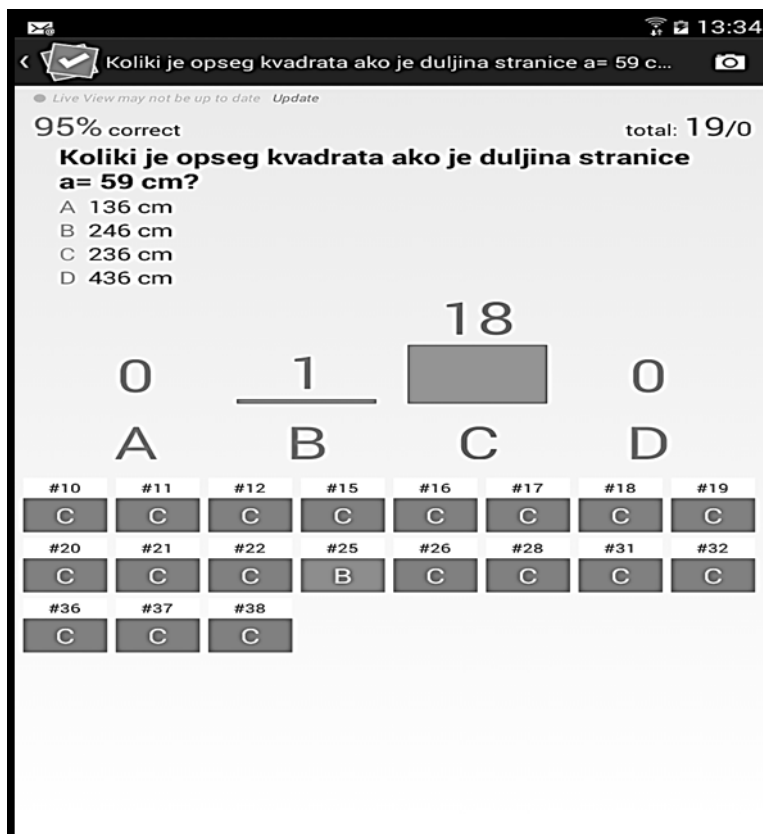 13:34
Koliki je opseg kvadrata ako je duljina stranice a= 59 c...
Live View may not be up to date Update
95% correct total: 19/0
Koliki je opseg kvadrata ako je duljina stranice
a= 59 cm?
A 136 cm
B 246 cm
C 236 cm
D 436 cm
18
0 1 0
A B C D
#10 #11 #12 #15 #16 #17 #18 #19
C C C C C C C C
#20 #21 #22 #25 #26 #28 #31 #32
C C C B C C C C
#36 #37 #38
C C C